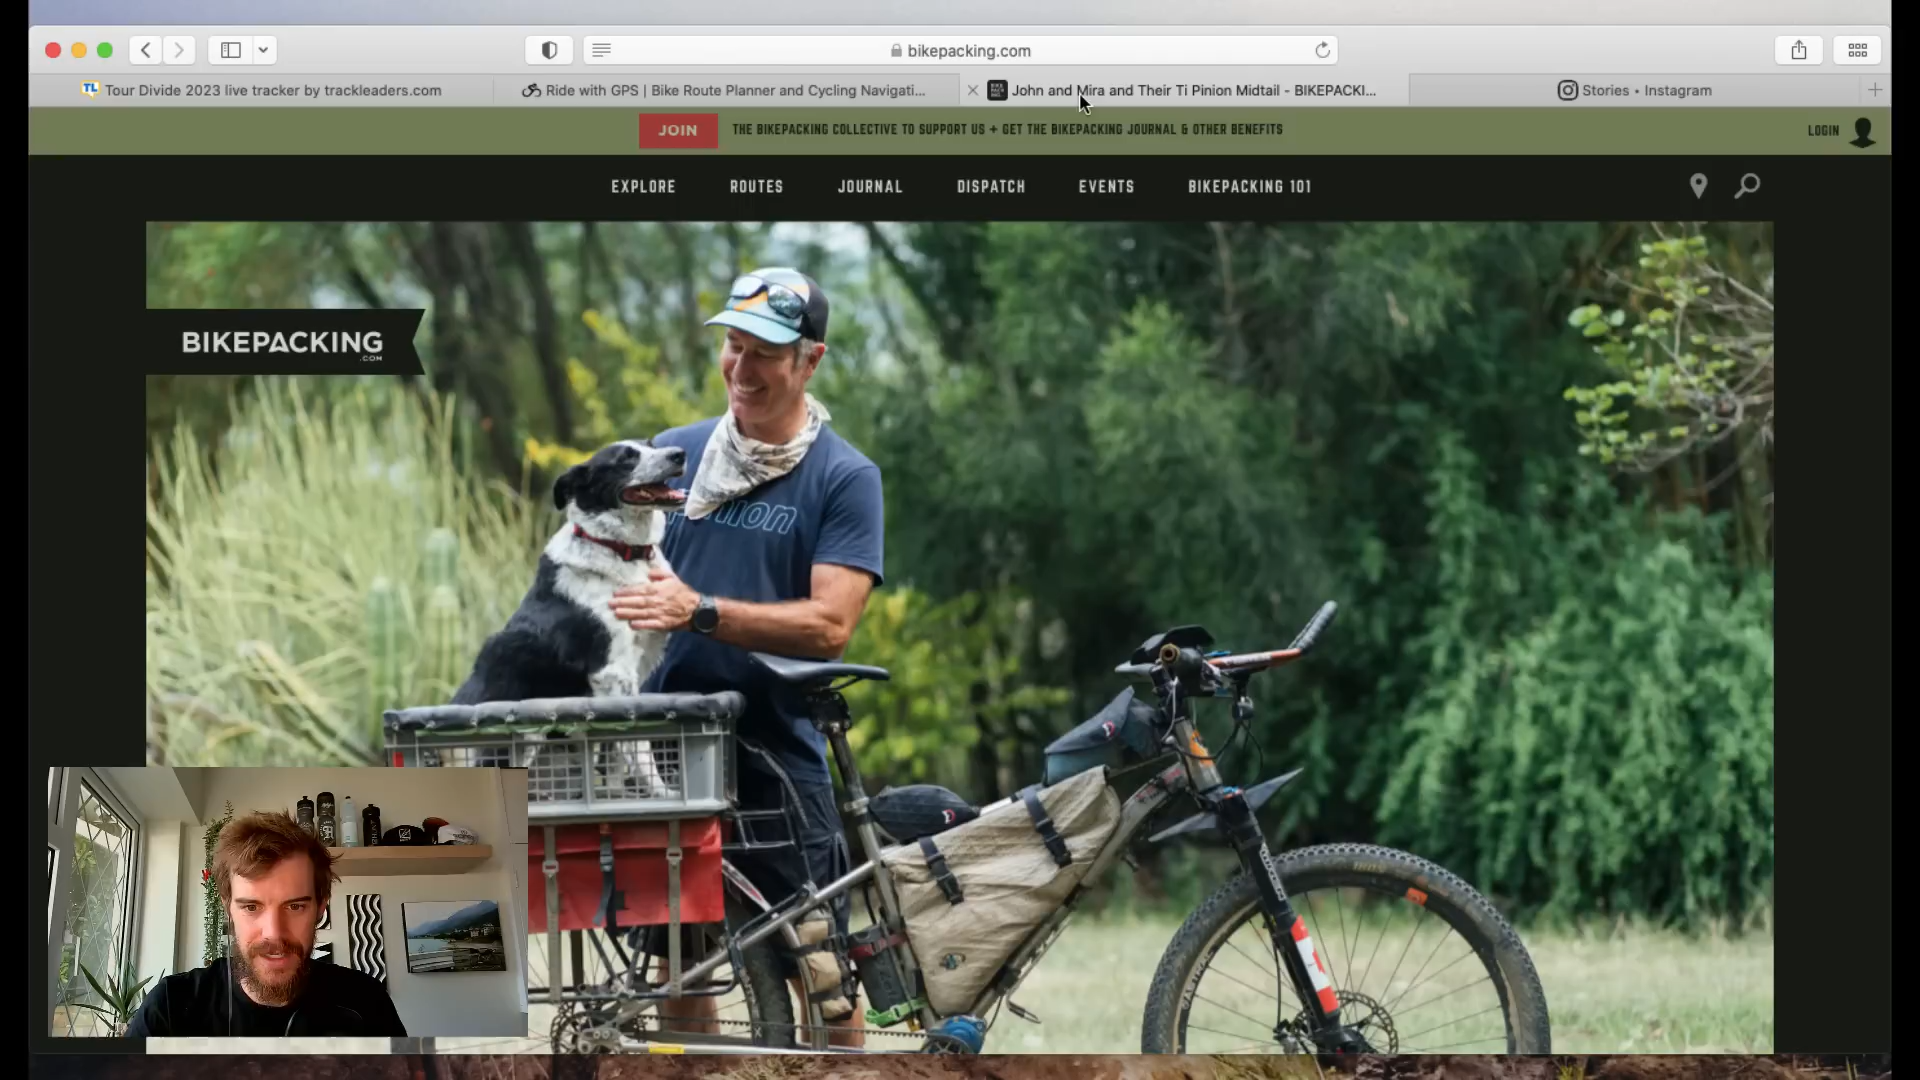 bikepacking.com
Tour Divide 2023 live tracker by trackleaders.com
Ride with GPS | Bike Route Planner and Cycling Navigati...
John and Mira and Their Ti Pinion Midtail - BIKEPACKI...
Stories • Instagram
JOIN
THE BIKEPACKING COLLECTIVE TO SUPPORT US + GET THE BIKEPACKING JOURNAL & OTHER BENEFITS
LOGIN
EXPLORE
ROUTES
JOURNAL
DISPATCH
EVENTS
BIKEPACKING 101
BIKEPACKING
.COM